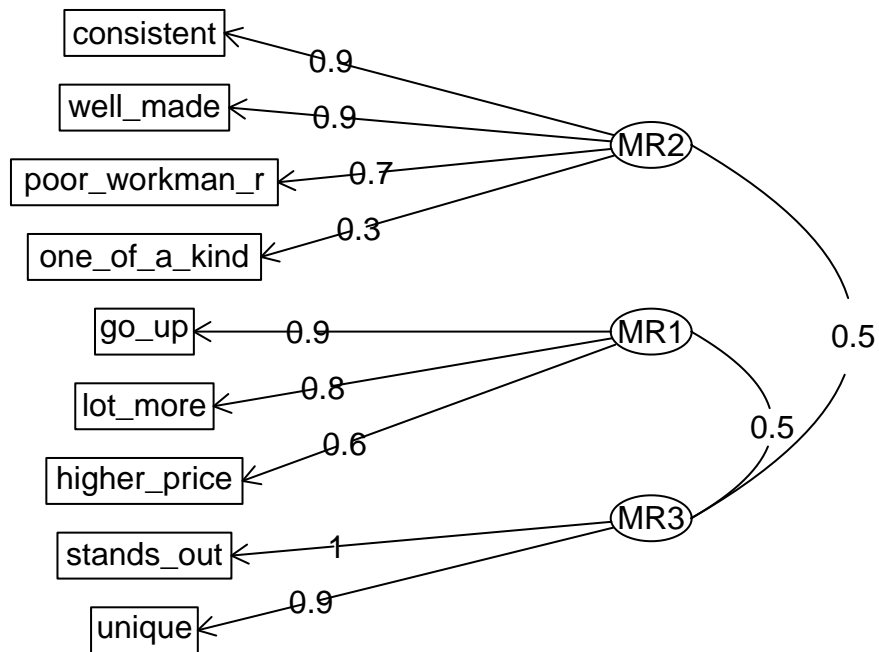 consistent
0.9
well_made
0.9
MR2
poor_workman_r
0.7
one_of_a_kind
0.3
go_up
0.9
MR1
0.5
lot_more
0.8
0.5
higher_price
0.6
MR3
stands_out
1
unique
0.9